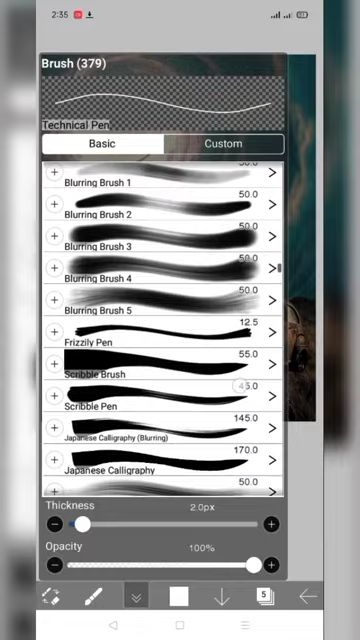 2:35
Brush (379)
Technical Pen
Basic
Custom
50.0
Blurring Brush 1
50.0
Blurring Brush 2
50.0
Blurring Brush 3
50.0
Blurring Brush 4
50.0
Blurring Brush 5
12.5
Frizzily Pen
55.0
Scribble Brush
45.0
Scribble Pen
145.0
Japanese Calligraphy (Blurring)
170.0
Japanese Calligraphy
50.0
Thickness 2.0px
Opacity 100%
5